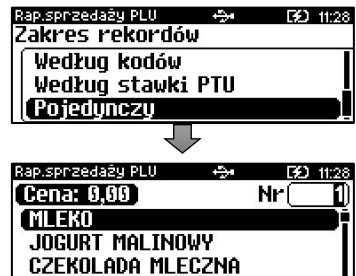 Rap.sprzedaży PLU 11:28
Zakres rekordów
Według kodów
Według stawki PTU
Pojedynczy
Rap.sprzedaży PLU 11:28
Cena: 0,00 Nr 1
MLEKO
JOGURT MALINOWY
CZEKOLADA MLECZNA